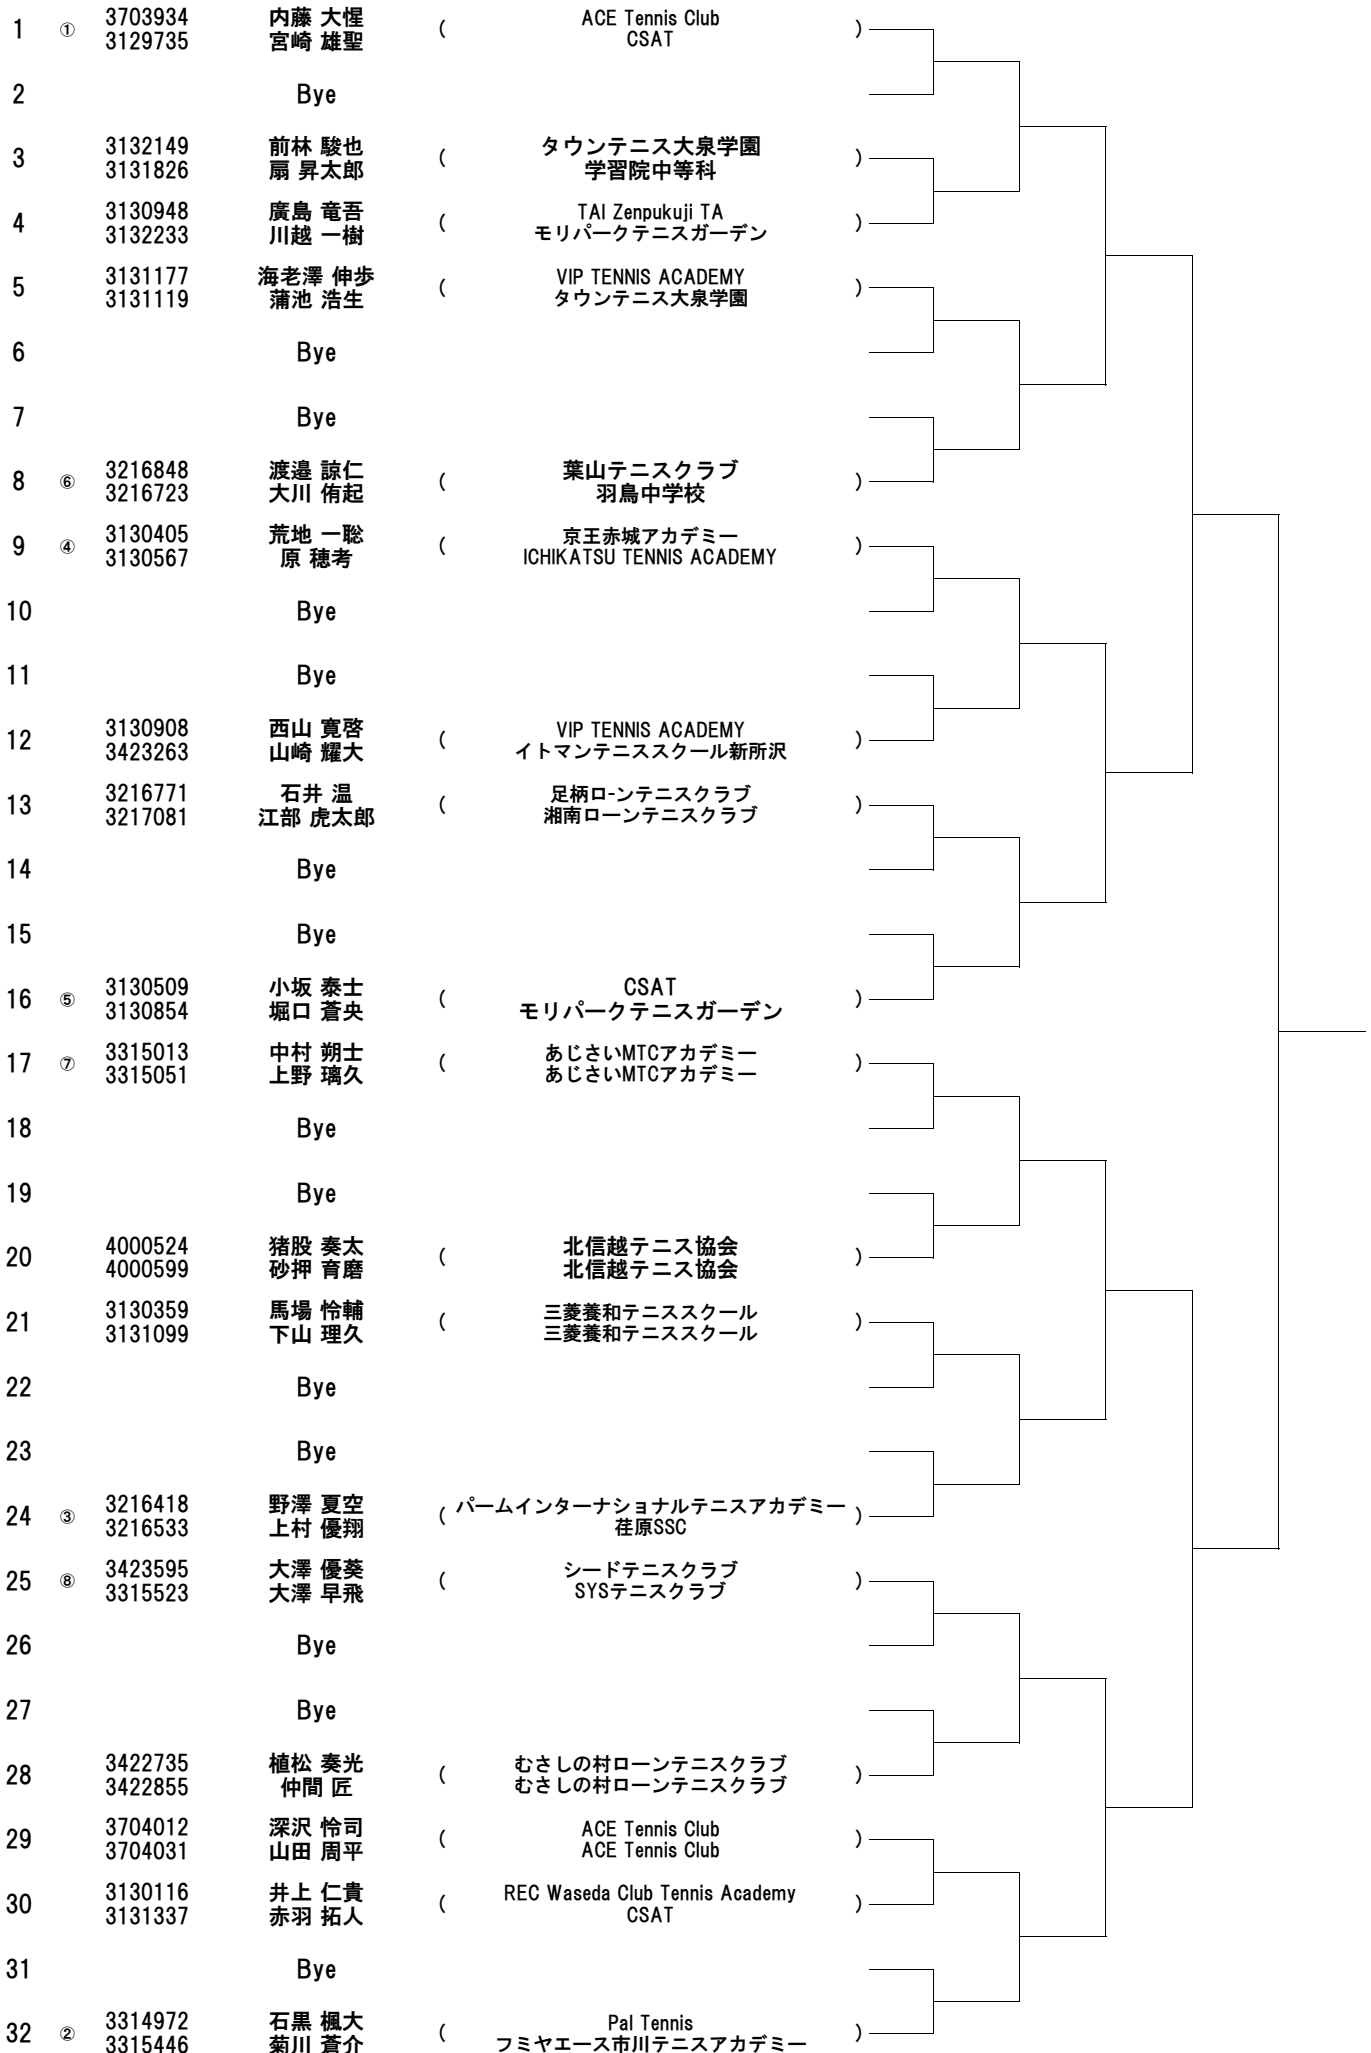 3703934 内藤 大惺 ACE Tennis Club
1 ① ( )
3129735 宮崎 雄聖 CSAT
2 Bye
3132149 前林 駿也 タウンテニス大泉学園
3 ( )
3131826 扇 昇太郎 学習院中等科
3130948 廣島 竜吾 TAI Zenpukuji TA
4 ( )
3132233 川越 一樹 モリパークテニスガーデン
3131177 海老澤 伸歩 VIP TENNIS ACADEMY
5 ( )
3131119 蒲池 浩生 タウンテニス大泉学園
6 Bye
7 Bye
3216848 渡邉 諒仁 葉山テニスクラブ
8 ⑥ ( )
3216723 大川 侑起 羽鳥中学校
3130405 荒地 一聡 京王赤城アカデミー
9 ④ ( )
3130567 原 穂考 ICHIKATSU TENNIS ACADEMY
10 Bye
11 Bye
3130908 西山 寛啓 VIP TENNIS ACADEMY
12 ( )
3423263 山崎 耀大 イトマンテニススクール新所沢
3216771 石井 温 足柄ロ-ンテニスクラブ
13 ( )
3217081 江部 虎太郎 湘南ローンテニスクラブ
14 Bye
15 Bye
3130509 小坂 泰士 CSAT
16 ⑤ ( )
3130854 堀口 蒼央 モリパークテニスガーデン
3315013 中村 朔士 あじさいMTCアカデミー
17 ⑦ ( )
3315051 上野 璃久 あじさいMTCアカデミー
18 Bye
19 Bye
4000524 猪股 奏太 北信越テニス協会
20 ( )
4000599 砂押 育磨 北信越テニス協会
3130359 馬場 怜輔 三菱養和テニススクール
21 ( )
3131099 下山 理久 三菱養和テニススクール
22 Bye
23 Bye
3216418 野澤 夏空 パームインターナショナルテニスアカデミー
24 ③ ( )
3216533 上村 優翔 荏原SSC
3423595 大澤 優葵 シードテニスクラブ
25 ⑧ ( )
3315523 大澤 早飛 SYSテニスクラブ
26 Bye
27 Bye
3422735 植松 奏光 むさしの村ローンテニスクラブ
28 ( )
3422855 仲間 匠 むさしの村ローンテニスクラブ
3704012 深沢 怜司 ACE Tennis Club
29 ( )
3704031 山田 周平 ACE Tennis Club
3130116 井上 仁貴 REC Waseda Club Tennis Academy
30 ( )
3131337 赤羽 拓人 CSAT
31 Bye
3314972 石黒 楓大 Pal Tennis
32 ② ( )
3315446 菊川 蒼介 フミヤエース市川テニスアカデミー